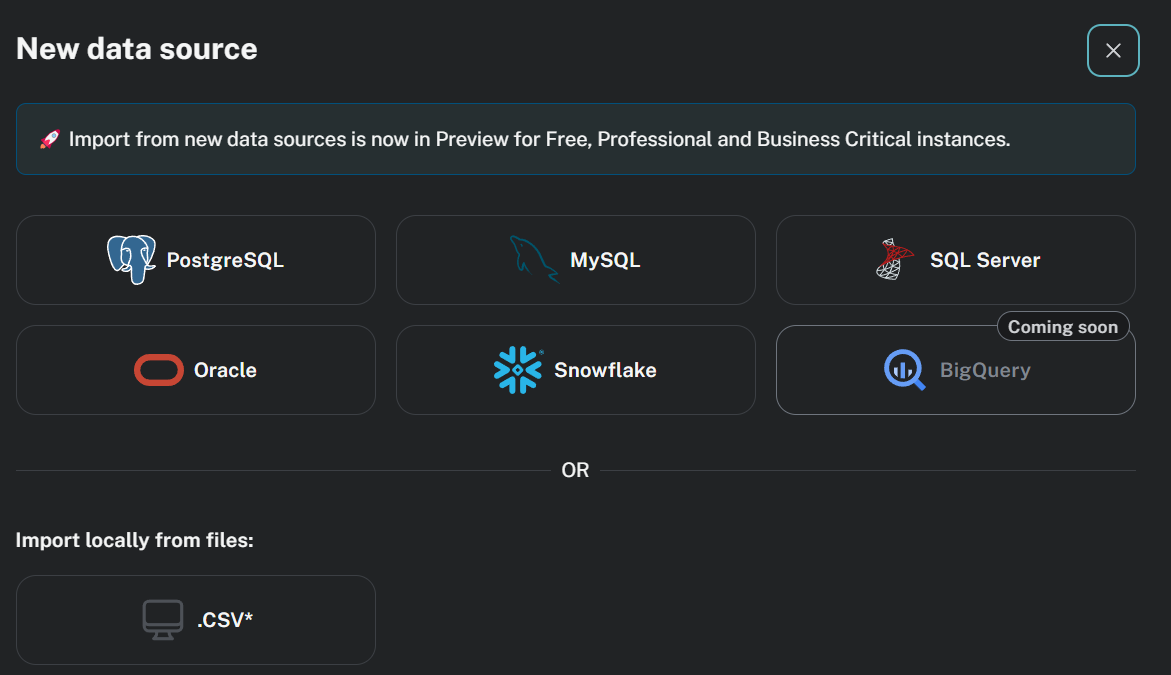 New data source
🚀 Import from new data sources is now in Preview for Free, Professional and Business Critical instances.
PostgreSQL
MySQL
SQL Server
Oracle
Snowflake
Coming soon
BigQuery
OR
Import locally from files:
.CSV*